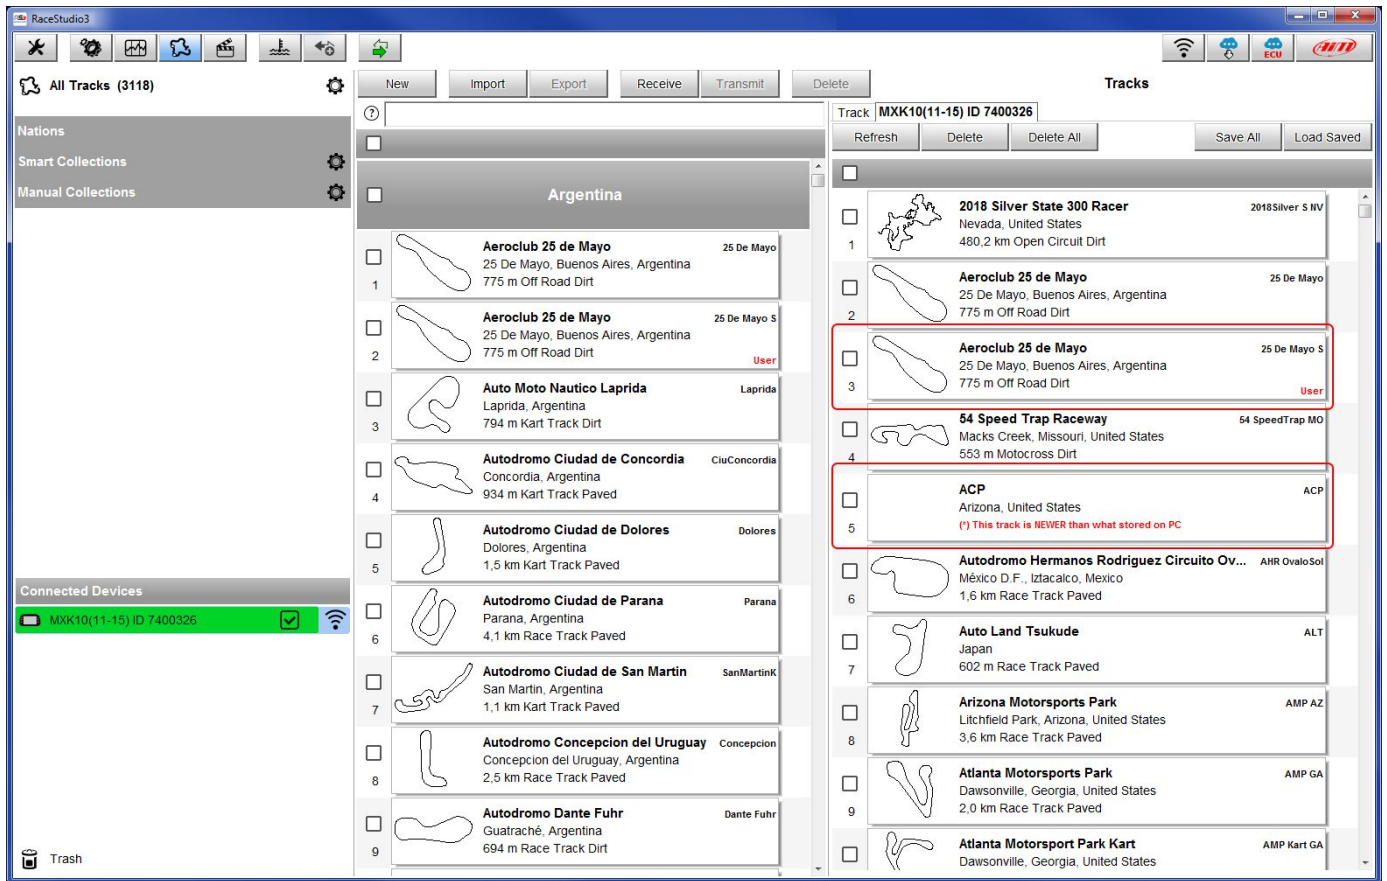 RaceStudio3
ECU
AiM
All Tracks (3118)
Nations
Smart Collections
Manual Collections
Connected Devices
MXK10(11-15) ID 7400326
Trash
New
Import
Export
Receive
Transmit
Delete
Tracks
?
Argentina
Aeroclub 25 de Mayo
25 De Mayo
25 De Mayo, Buenos Aires, Argentina
775 m Off Road Dirt
1
Aeroclub 25 de Mayo
25 De Mayo S
25 De Mayo, Buenos Aires, Argentina
775 m Off Road Dirt
User
2
Auto Moto Nautico Laprida
Laprida
Laprida, Argentina
794 m Kart Track Dirt
3
Autodromo Ciudad de Concordia
CiuConcordia
Concordia, Argentina
934 m Kart Track Paved
4
Autodromo Ciudad de Dolores
Dolores
Dolores, Argentina
1,5 km Kart Track Paved
5
Autodromo Ciudad de Parana
Parana
Parana, Argentina
4,1 km Race Track Paved
6
Autodromo Ciudad de San Martin
SanMartinK
San Martin, Argentina
1,1 km Kart Track Paved
7
Autodromo Concepcion del Uruguay
Concepcion
Concepcion del Uruguay, Argentina
2,5 km Race Track Paved
8
Autodromo Dante Fuhr
Dante Fuhr
Guatraché, Argentina
694 m Race Track Dirt
9
Track
MXK10(11-15) ID 7400326
Refresh
Delete
Delete All
Save All
Load Saved
2018 Silver State 300 Racer
2018Silver S NV
Nevada, United States
480,2 km Open Circuit Dirt
1
Aeroclub 25 de Mayo
25 De Mayo
25 De Mayo, Buenos Aires, Argentina
775 m Off Road Dirt
2
Aeroclub 25 de Mayo
25 De Mayo S
25 De Mayo, Buenos Aires, Argentina
775 m Off Road Dirt
User
3
54 Speed Trap Raceway
54 SpeedTrap MO
Macks Creek, Missouri, United States
553 m Motocross Dirt
4
ACP
ACP
Arizona, United States
(*) This track is NEWER than what stored on PC
5
Autodromo Hermanos Rodriguez Circuito Ov...
AHR OvaloSol
México D.F., Iztacalco, Mexico
1,6 km Race Track Paved
6
Auto Land Tsukude
ALT
Japan
602 m Race Track Paved
7
Arizona Motorsports Park
AMP AZ
Litchfield Park, Arizona, United States
3,6 km Race Track Paved
8
Atlanta Motorsports Park
AMP GA
Dawsonville, Georgia, United States
2,0 km Race Track Paved
9
Atlanta Motorsport Park Kart
AMP Kart GA
Dawsonville, Georgia, United States